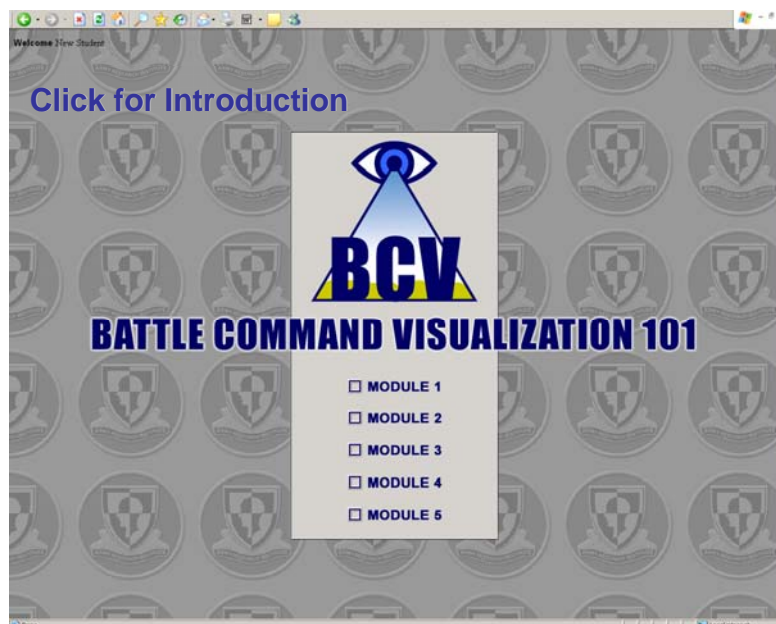 Welcome New Student
Click for Introduction
BCV
BATTLE COMMAND VISUALIZATION 101
MODULE 1
MODULE 2
MODULE 3
MODULE 4
MODULE 5